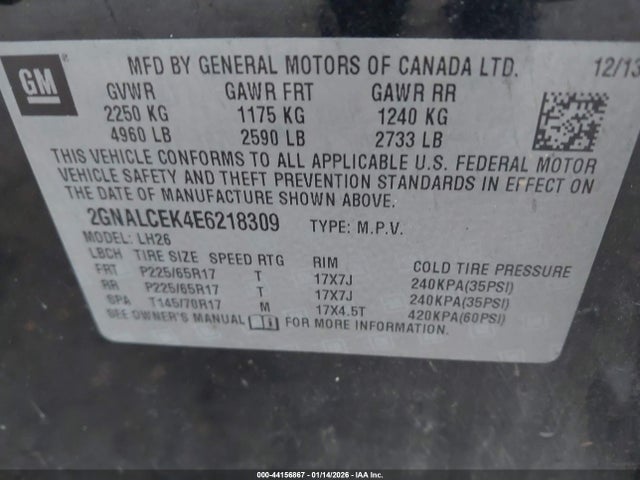 GM
MFD BY GENERAL MOTORS OF CANADA LTD. 12/13
GVWR GAWR FRT GAWR RR
2250 KG 1175 KG 1240 KG
4960 LB 2590 LB 2733 LB
THIS VEHICLE CONFORMS TO ALL APPLICABLE U.S. FEDERAL MOTOR
VEHICLE SAFETY AND THEFT PREVENTION STANDARDS IN EFFECT ON
THE DATE OF MANUFACTURE SHOWN ABOVE.
2GNALCEK4E6218309 TYPE: M.P.V.
MODEL: LH26
LBCH TIRE SIZE SPEED RTG RIM COLD TIRE PRESSURE
FRT P225/65R17 T 17X7J 240KPA(35PSI)
RR P225/65R17 T 17X7J 240KPA(35PSI)
SPA T145/70R17 M 17X4.5T 420KPA(60PSI)
SEE OWNER'S MANUAL FOR MORE INFORMATION.
000-44156867 | 01/14/2026 | IAA Inc.